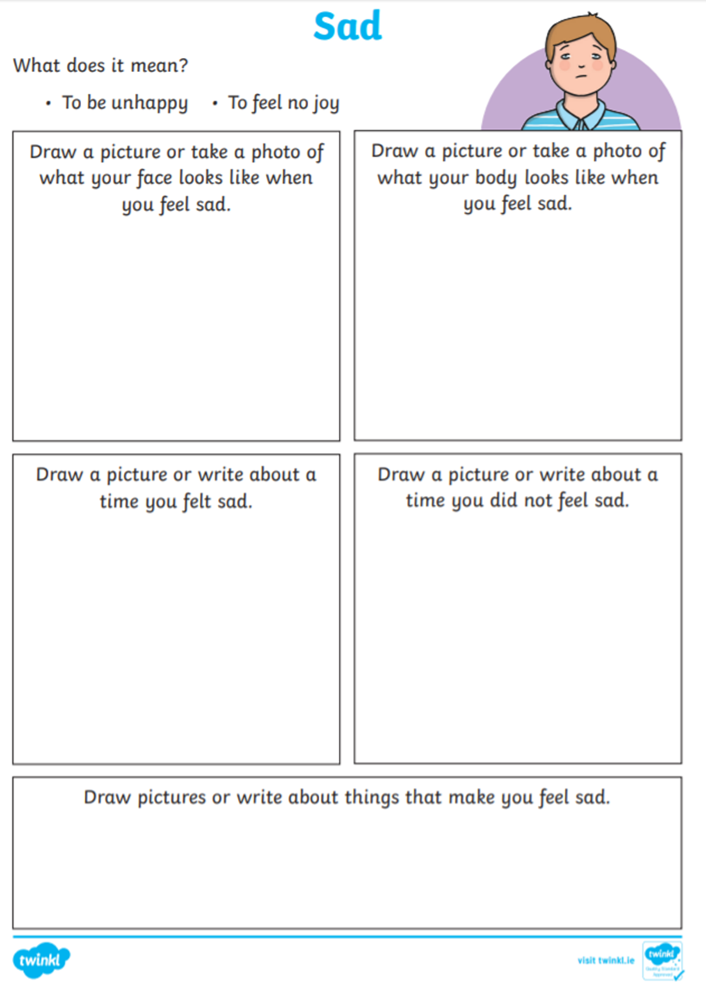 Sad
What does it mean?
• To be unhappy • To feel no joy
Draw a picture or take a photo of
what your face looks like when
you feel sad.
Draw a picture or take a photo of
what your body looks like when
you feel sad.
Draw a picture or write about a
time you felt sad.
Draw a picture or write about a
time you did not feel sad.
Draw pictures or write about things that make you feel sad.
twinkl
visit twinkl.ie
twinkl
Quality Standard
Approved